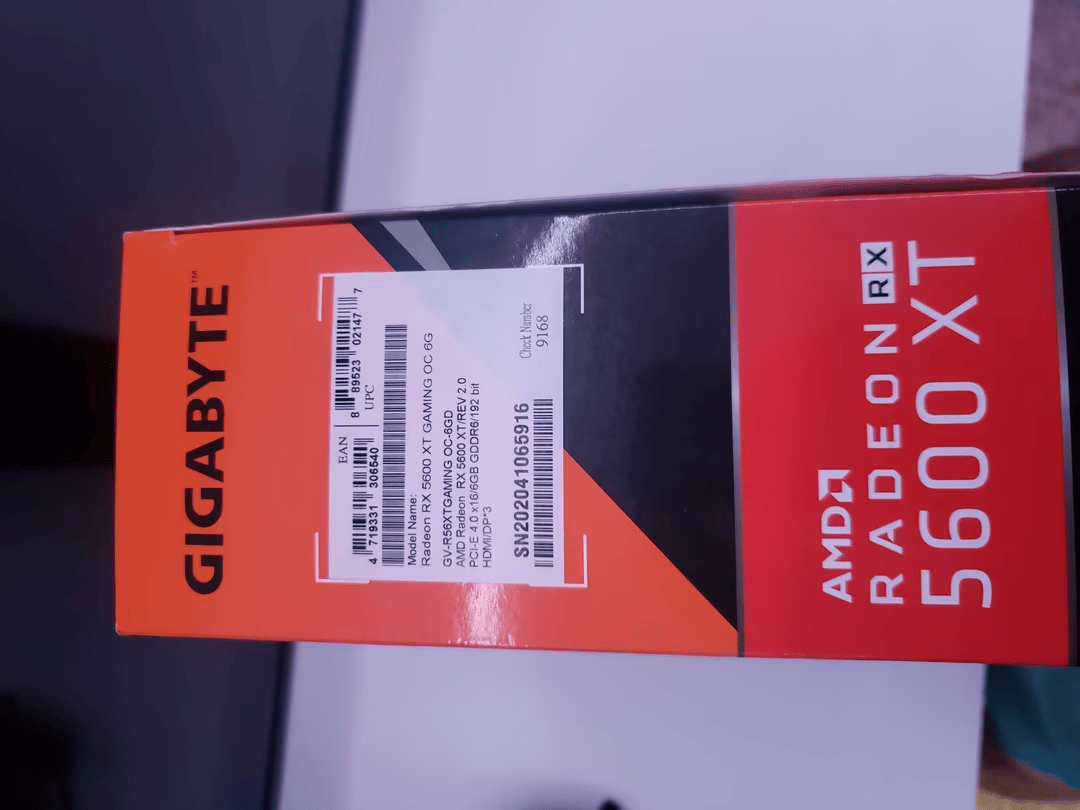 GIGABYTE™
EAN
UPC
4 719331 306540
8 89523 02147 7
Model Name:
Radeon RX 5600 XT GAMING OC 6G
GV-R56XTGAMING OC-6GD
AMD Radeon RX 5600 XT/REV 2.0
PCI-E 4.0 x16/6GB GDDR6/192 bit
HDMI/DP*3
Check Number
9168
SN202041065916
AMD
RADEON RX
5600 XT